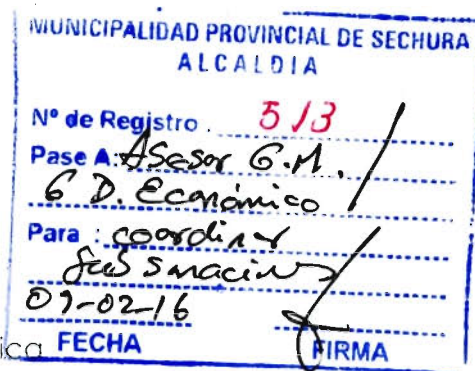 MUNICIPALIDAD PROVINCIAL DE SECHURA
ALCALDIA
Nº de Registro 513
Pase A: Asesor G.M.
G D. Económico
Para : coordinar
09-02-16
FECHA FIRMA
ica